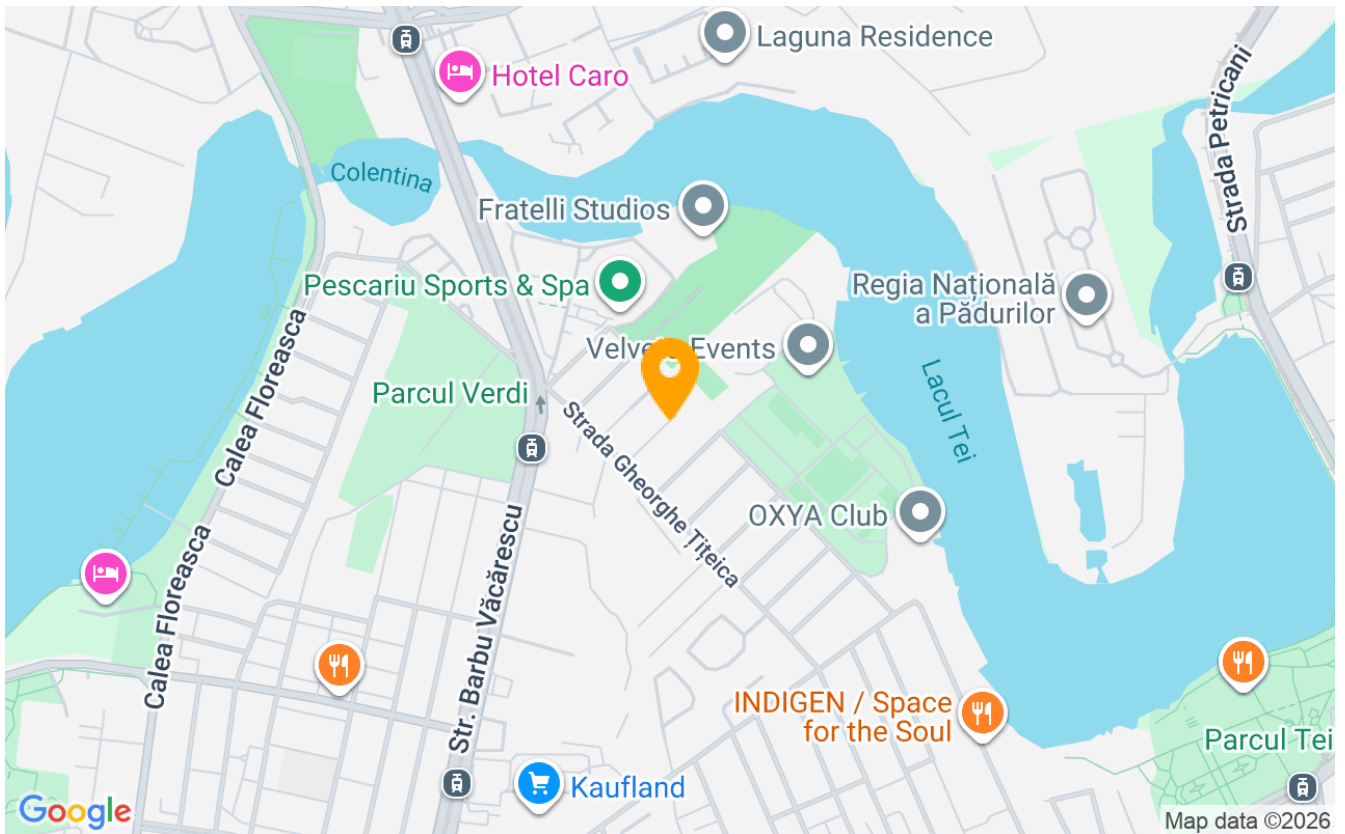 Laguna Residence
Hotel Caro
Strada Petricani
Colentina
Fratelli Studios
Pescariu Sports & Spa
Regia Națională
a Pădurilor
Events
Calea Floreasca
Parcul Verdi
Lacul Tei
Strada Gheorghe Țițeica
OXYA Club
Str. Barbu Văcărescu
Calea Floreasca
INDIGEN / Space
for the Soul
Parcul Tei
Kaufland
Google
Map data ©2026